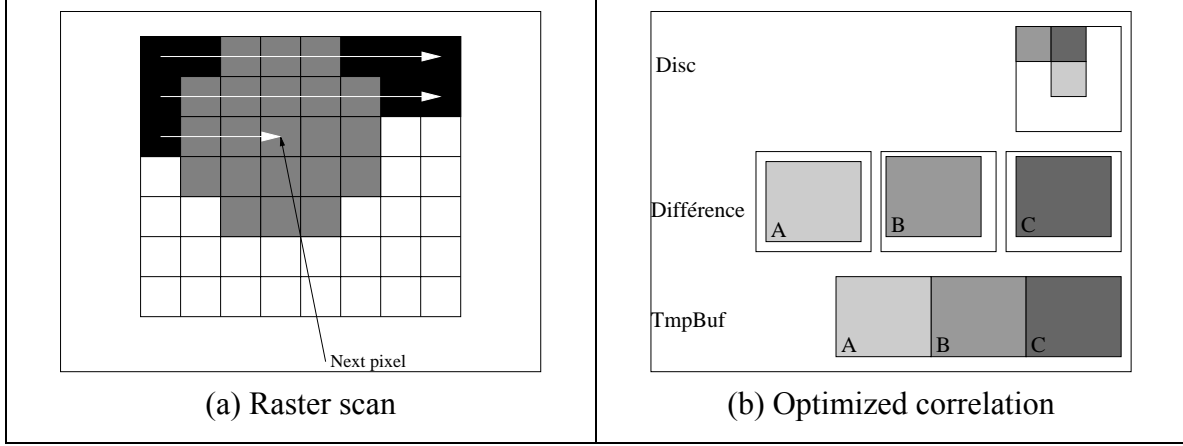 Next pixel
(a) Raster scan
Disc
Différence
A
B
C
TmpBuf
A
B
C
(b) Optimized correlation